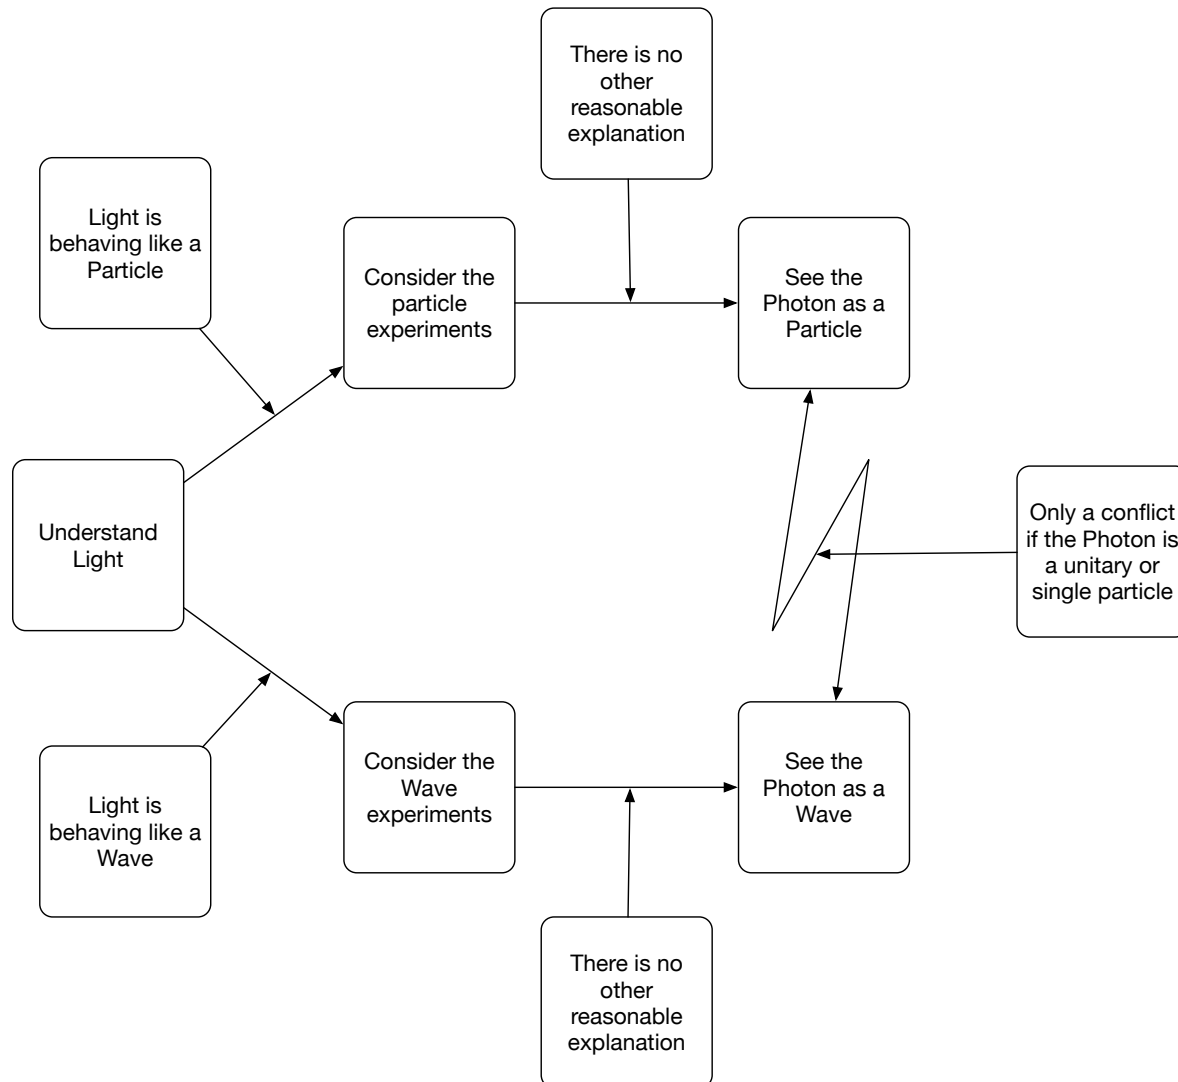 There is no
other
reasonable
explanation
Light is
behaving like a
Particle
Consider the
particle
experiments
See the
Photon as a
Particle
Understand
Light
Only a conflict
if the Photon is
a unitary or
single particle
Light is
behaving like a
Wave
Consider the
Wave
experiments
See the
Photon as a
Wave
There is no
other
reasonable
explanation